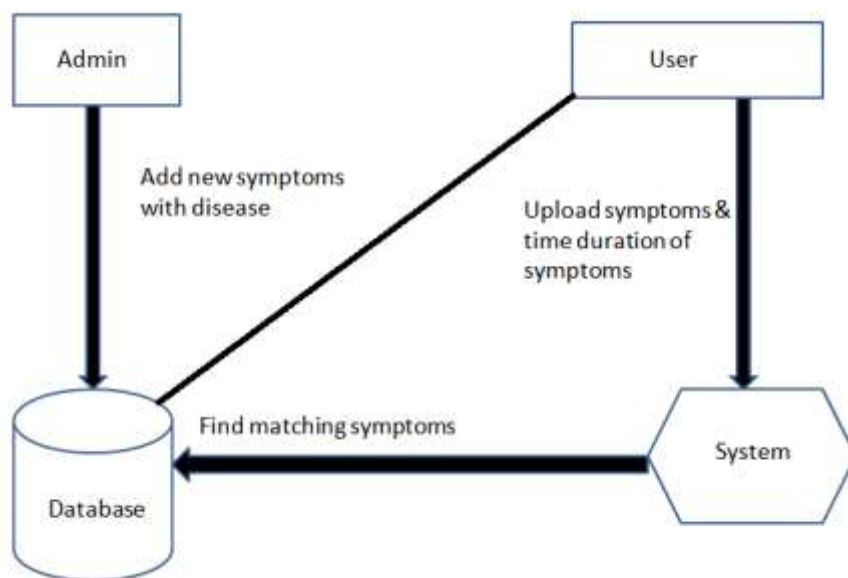 Admin
User
Add new symptoms
with disease
Upload symptoms &
time duration of
symptoms
Find matching symptoms
System
Database